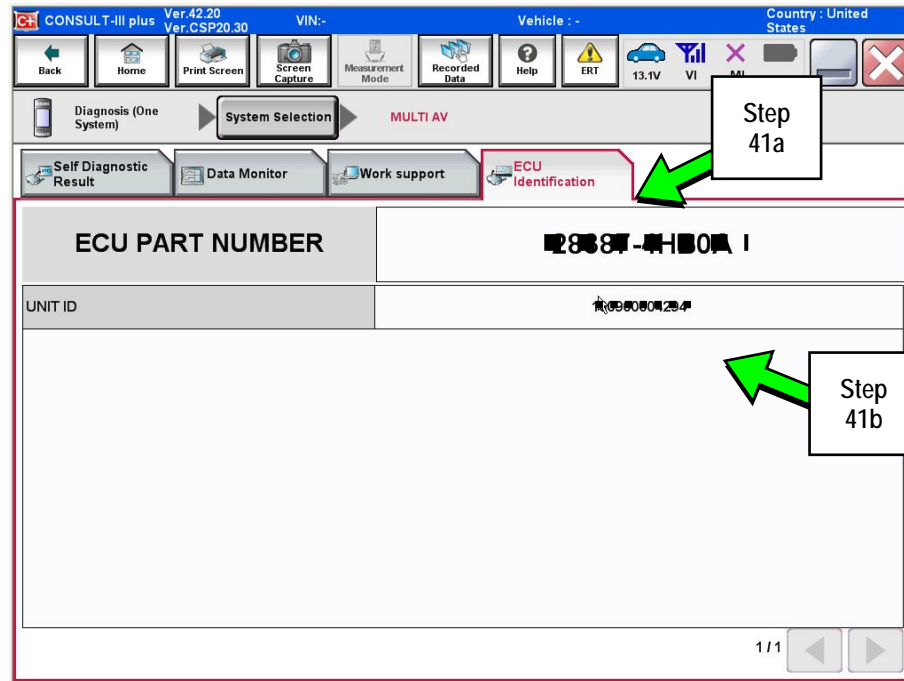 C+ CONSULT-III plus Ver.42.20 Ver.CSP20.30 VIN:- Vehicle : - Country : United States
Back
Home
Print Screen
Screen Capture
Measurement Mode
Recorded Data
Help
ERT
13.1V
VI
Diagnosis (One System)
System Selection
MULTI AV
Step
41a
Self Diagnostic Result
Data Monitor
Work support
ECU Identification
ECU PART NUMBER
UNIT ID
Step
41b
1/1